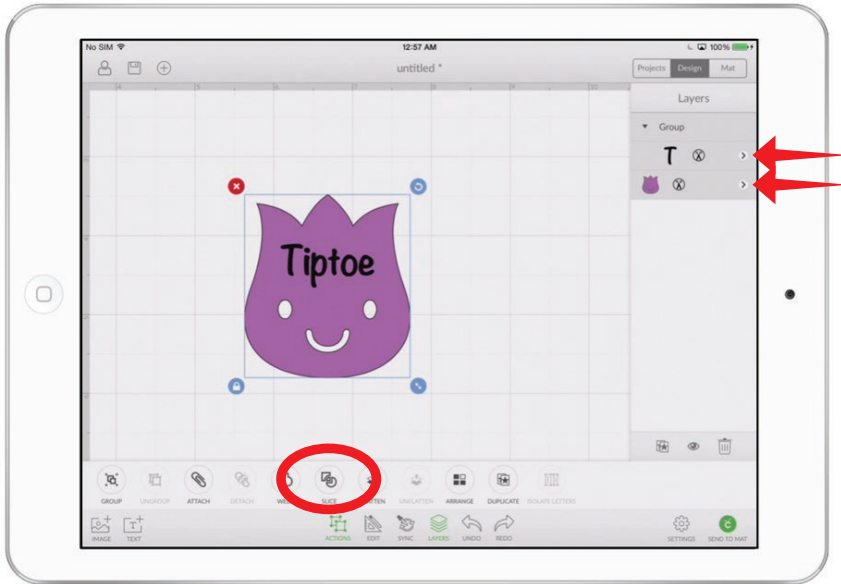 No SIM 12:57 AM 100%
untitled * Projects Design Mat
Layers
Group
T
Tiptoe
GROUP UNGROUP ATTACH DETACH SLICE UNFLATTEN ARRANGE DUPLICATE ISOLATE LETTERS
IMAGE TEXT ACTIONS EDIT SYNC LAYERS UNDO REDO SETTINGS SEND TO MAT